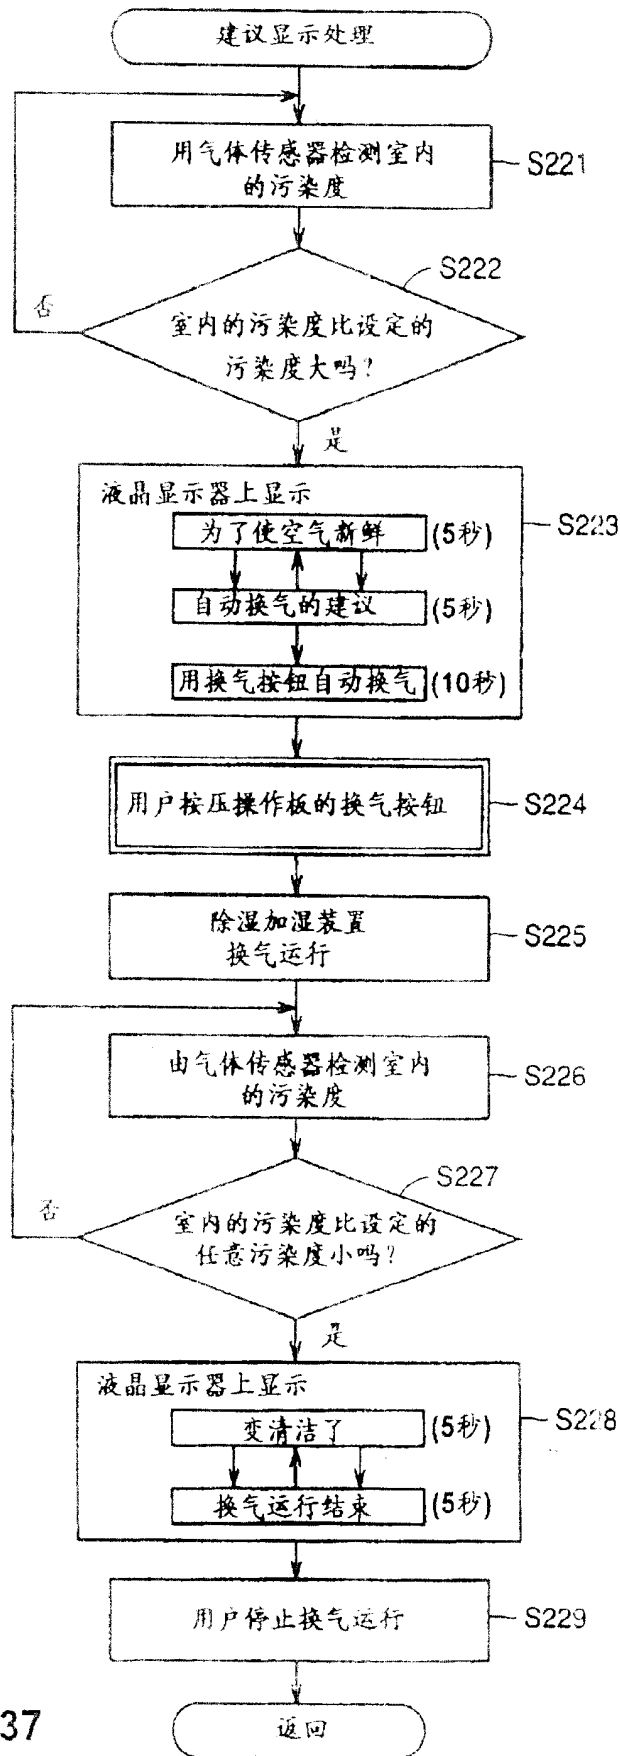 建议显示处理
用气体传感器检测室内
的污染度
S221
S222
否
室内的污染度比设定的
污染度大吗？
是
液晶显示器上显示
为了使空气新鲜 (5秒)
S223
自动换气的建议 (5秒)
用换气按钮自动换气 (10秒)
用户按压操作板的换气按钮
S224
除湿加湿装置
换气运行
S225
由气体传感器检测室内
的污染度
S226
S227
否
室内的污染度比设定的
任意污染度小吗？
是
液晶显示器上显示
变清洁了 (5秒)
S228
换气运行结束 (5秒)
用户停止换气运行
S229
37
返回